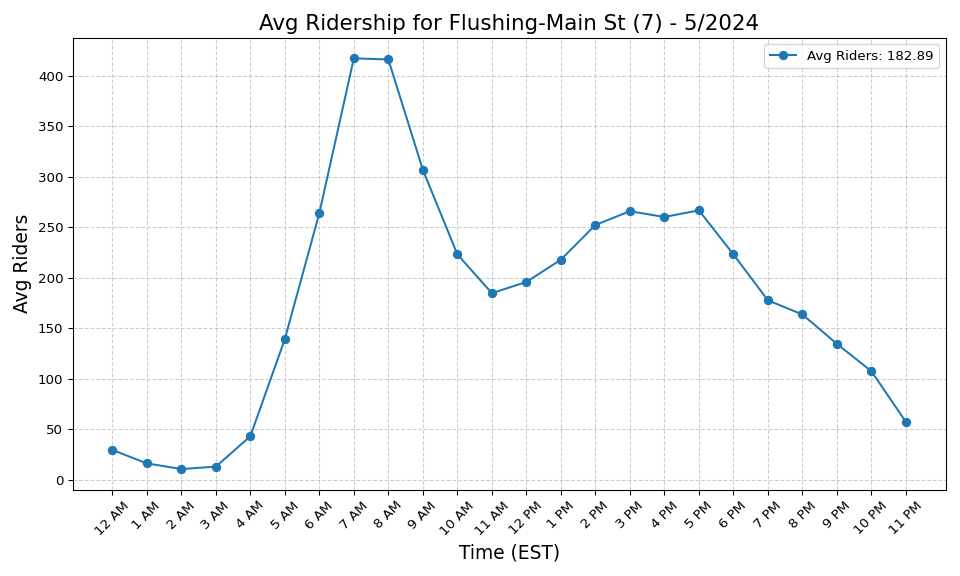 Avg Ridership for Flushing-Main St (7) - 5/2024
Avg Riders: 182.89
Avg Riders
400
350
300
250
200
150
100
50
0
12 AM
1 AM
2 AM
3 AM
4 AM
5 AM
6 AM
7 AM
8 AM
9 AM
10 AM
11 AM
12 PM
1 PM
2 PM
3 PM
4 PM
5 PM
6 PM
7 PM
8 PM
9 PM
10 PM
11 PM
Time (EST)